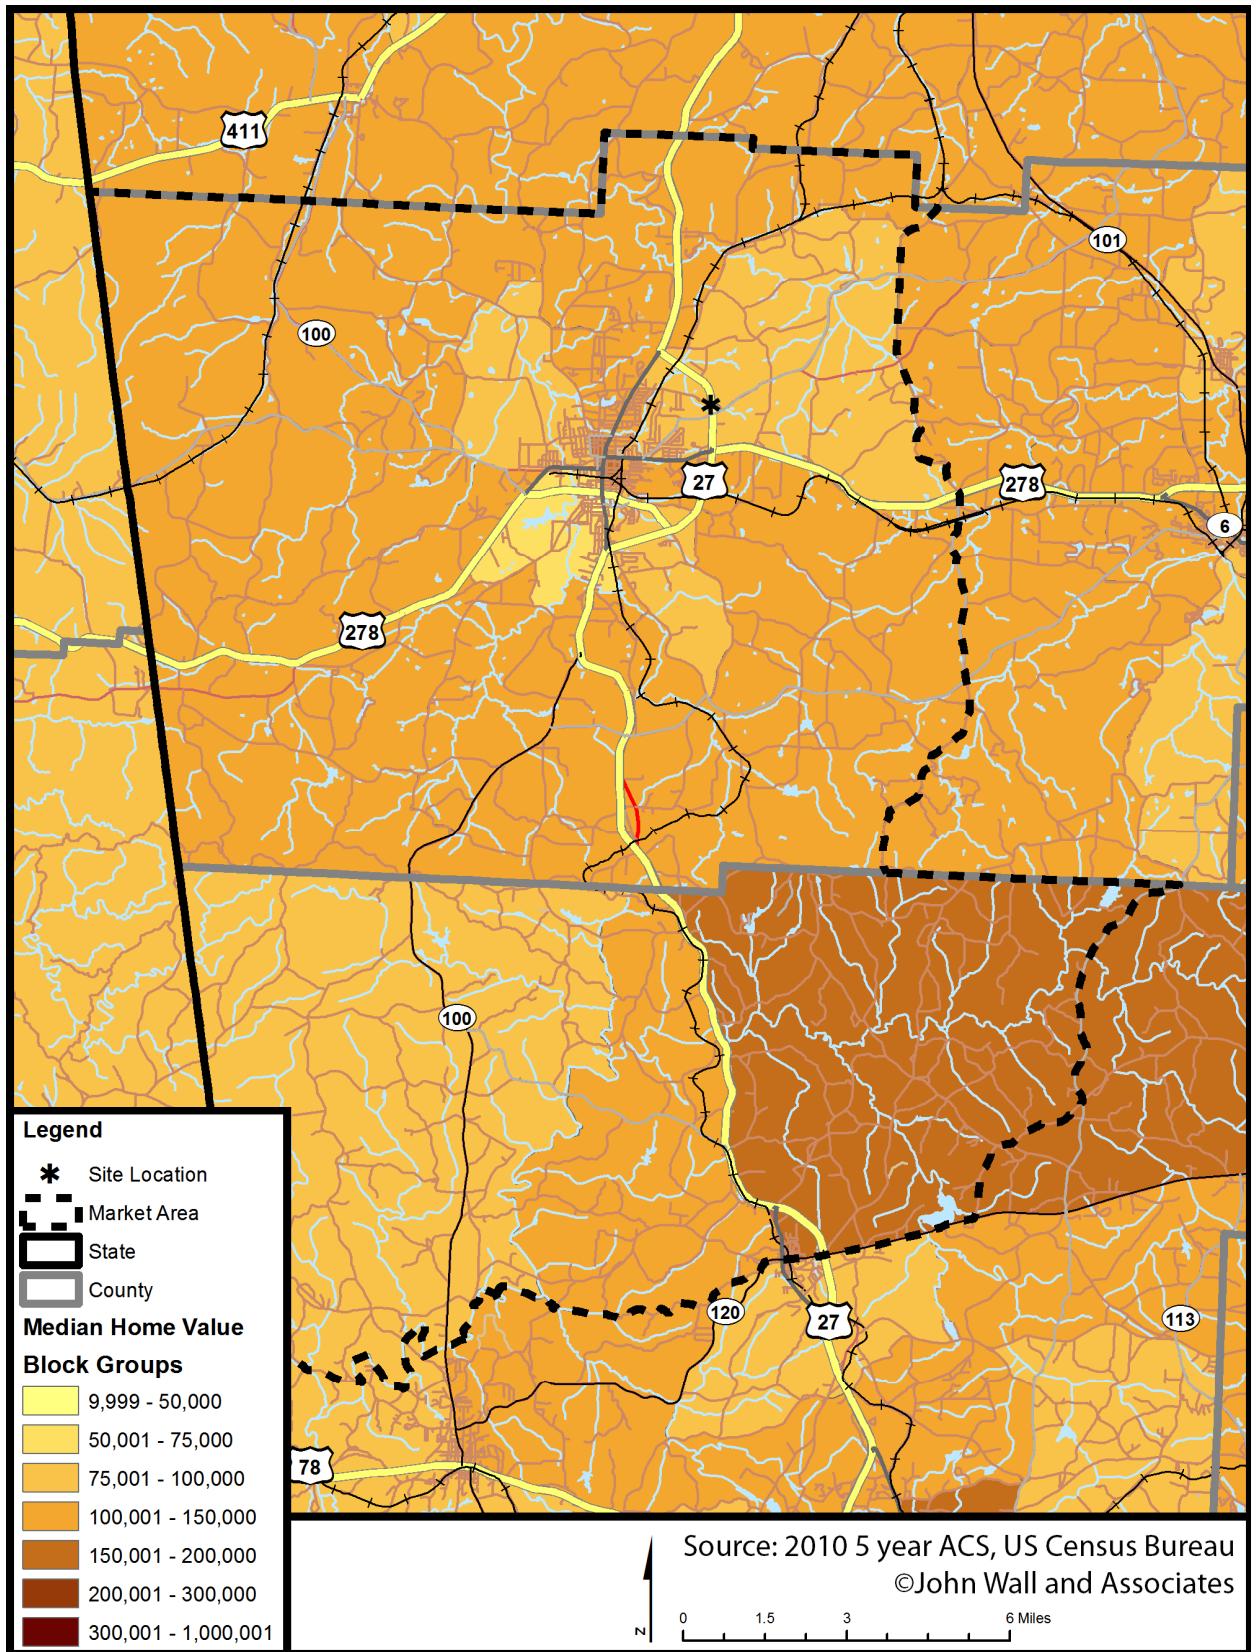 411
101
100
27
278
6
278
100
120
27
113
78
Legend
Site Location
Market Area
State
County
Median Home Value
Block Groups
9,999 - 50,000
50,001 - 75,000
75,001 - 100,000
100,001 - 150,000
150,001 - 200,000
200,001 - 300,000
300,001 - 1,000,001
N
Source: 2010 5 year ACS, US Census Bureau
©John Wall and Associates
0 1.5 3 6 Miles